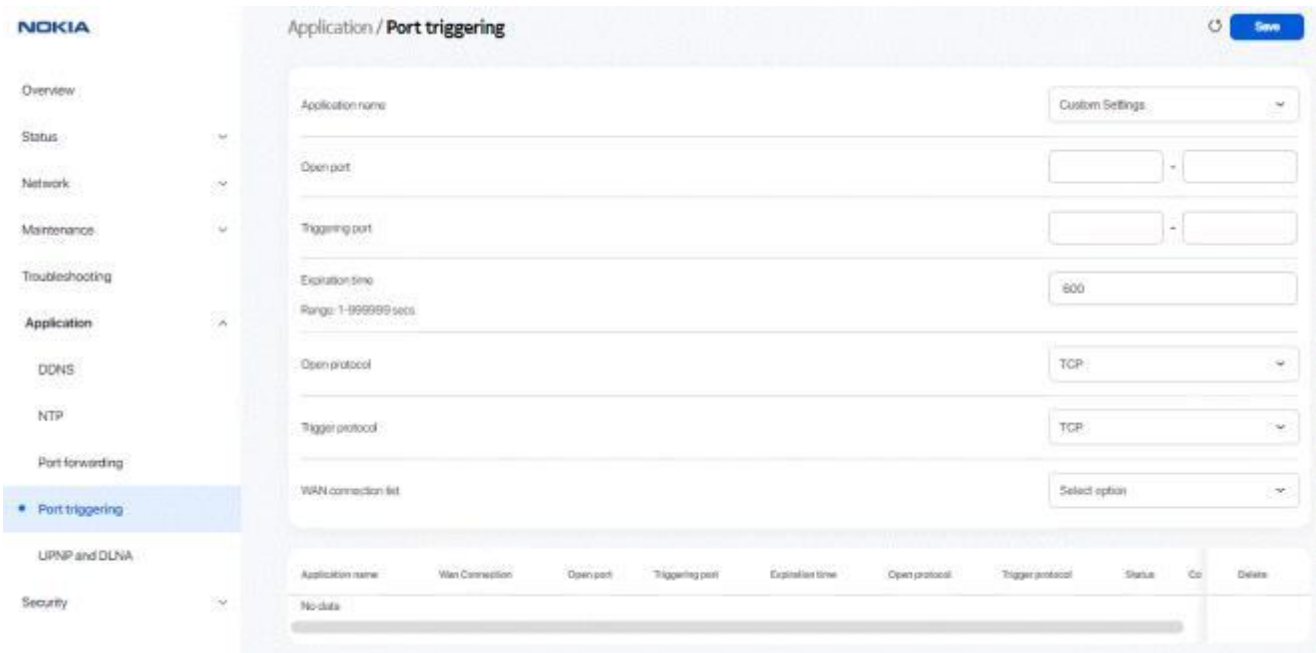 NOKIA
Application / Port triggering
Save
Overview
Status
Network
Maintenance
Troubleshooting
Application
DDNS
NTP
Port forwarding
Port triggering
UPNP and DLNA
Security
Application name
Custom Settings
Open port
-
Triggering port
-
Expiration time
600
Range: 1-999999 secs
Open protocol
TCP
Trigger protocol
TCP
WAN connection list
Select option
Application name Wan Connection Open port Triggering port Expiration time Open protocol Trigger protocol Status Co Delete
No data